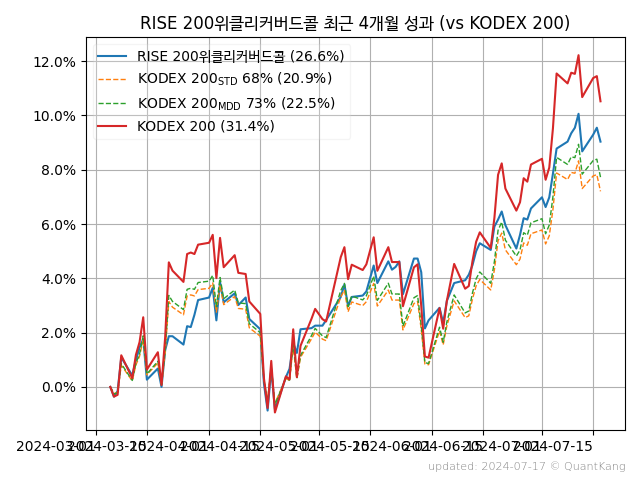 RISE 200위클리커버드콜 최근 4개월 성과 (vs KODEX 200)
RISE 200위클리커버드콜 (26.6%)
KODEX 200STD 68% (20.9%)
KODEX 200MDD 73% (22.5%)
KODEX 200 (31.4%)
12.0%
10.0%
8.0%
6.0%
4.0%
2.0%
0.0%
2024-03-01 2024-03-15 2024-04-01 2024-04-15 2024-05-01 2024-05-15 2024-06-01 2024-06-15 2024-07-01 2024-07-15
updated: 2024-07-17 © QuantKang